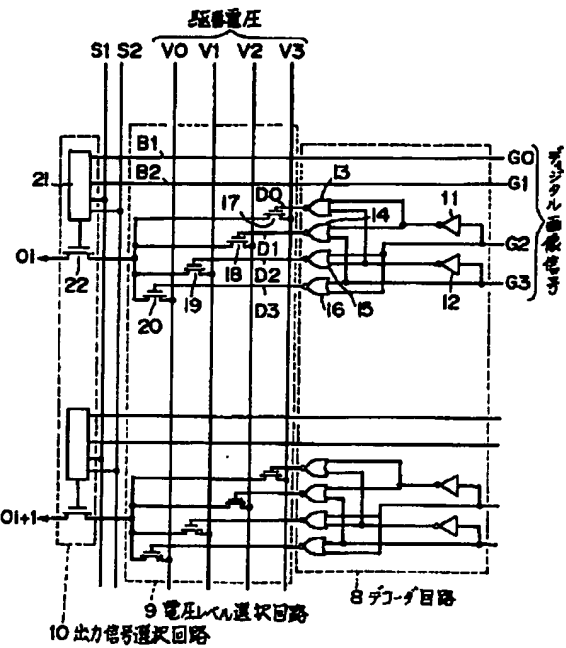 駆動電圧
S1 S2 V0 V1 V2 V3
B1
G0
21
B2
G1
デジタル画像信号
13
D0
17
14
11
G2
Oi
18
D1
G3
22
19
D2
12
20
D3
16
15
Oi+1
9 電圧レベル選択回路
8 デコーダ回路
10 出力信号選択回路